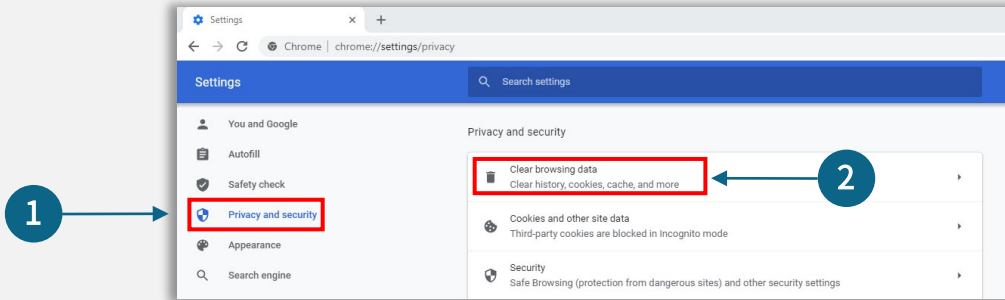 Settings
Chrome | chrome://settings/privacy
Settings
Search settings
You and Google
Autofill
Safety check
1
Privacy and security
Appearance
Search engine
Privacy and security
Clear browsing data
Clear history, cookies, cache, and more
2
Cookies and other site data
Third-party cookies are blocked in Incognito mode
Security
Safe Browsing (protection from dangerous sites) and other security settings